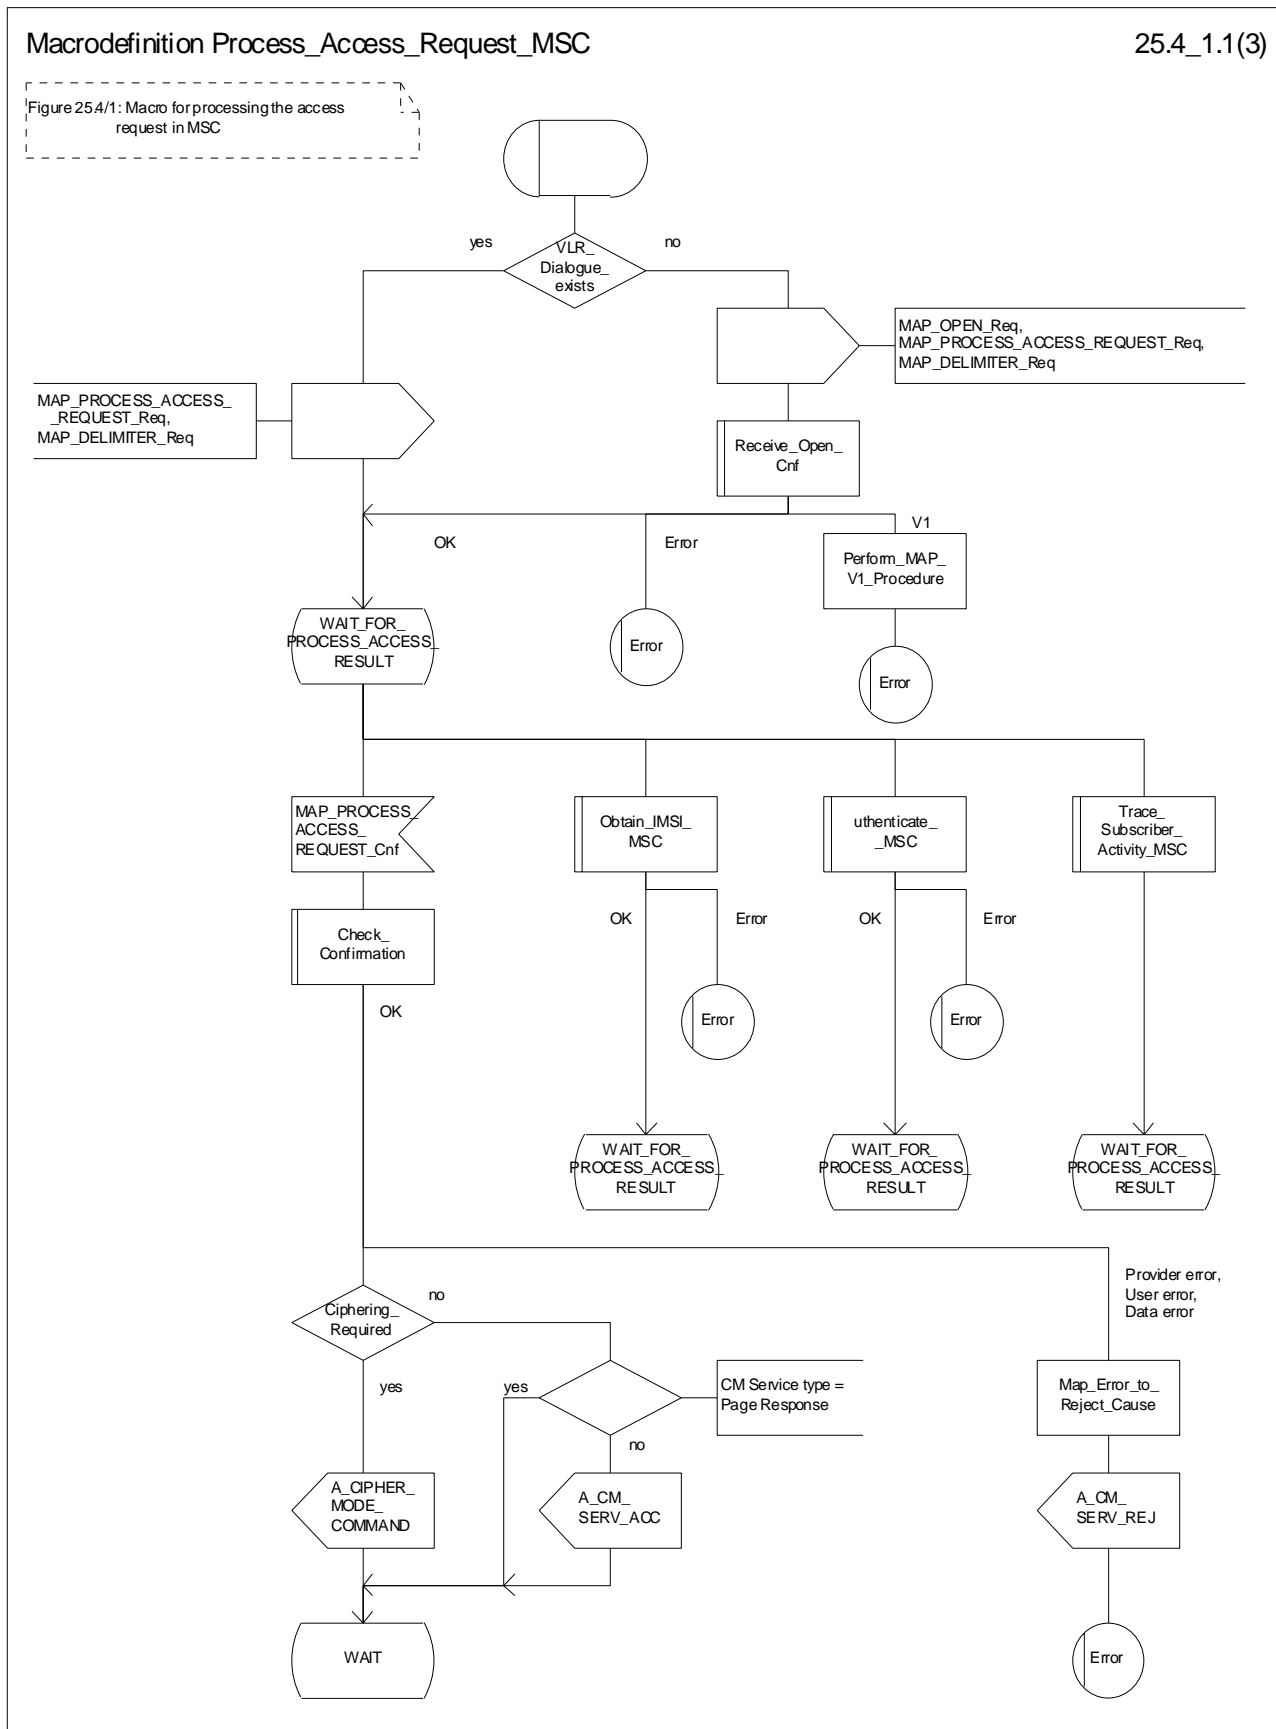 Macrodefinition Process_Access_Request_MSC
25.4_1.1(3)
Figure 25.4/1: Macro for processing the access
request in MSC
yes
VLR_
Dialogue_
exists
no
MAP_OPEN_Req,
MAP_PROCESS_ACCESS_REQUEST_Req,
MAP_DELIMITER_Req
MAP_PROCESS_ACCESS_
_REQUEST_Req,
MAP_DELIMITER_Req
Receive_Open_
Cnf
OK
Error
V1
Perform_MAP_
V1_Procedure
WAIT_FOR_
PROCESS_ACCESS_
RESULT
Error
Error
MAP_PROCESS_
ACCESS_
REQUEST_Cnf
Obtain_IMSI_
MSC
uthenticate_
_MSC
Trace_
Subscriber_
Activity_MSC
Check_
Confirmation
OK
Error
OK
Error
OK
Error
Error
WAIT_FOR_
PROCESS_ACCESS_
RESULT
WAIT_FOR_
PROCESS_ACCESS_
RESULT
WAIT_FOR_
PROCESS_ACCESS_
RESULT
Provider error,
User error,
Data error
Ciphering_
Required
no
yes
yes
CM Service type =
Page Response
no
Map_Error_to_
Reject_Cause
A_CIPHER_
MODE_
COMMAND
A_CM_
SERV_ACC
A_CM_
SERV_REJ
WAIT
Error